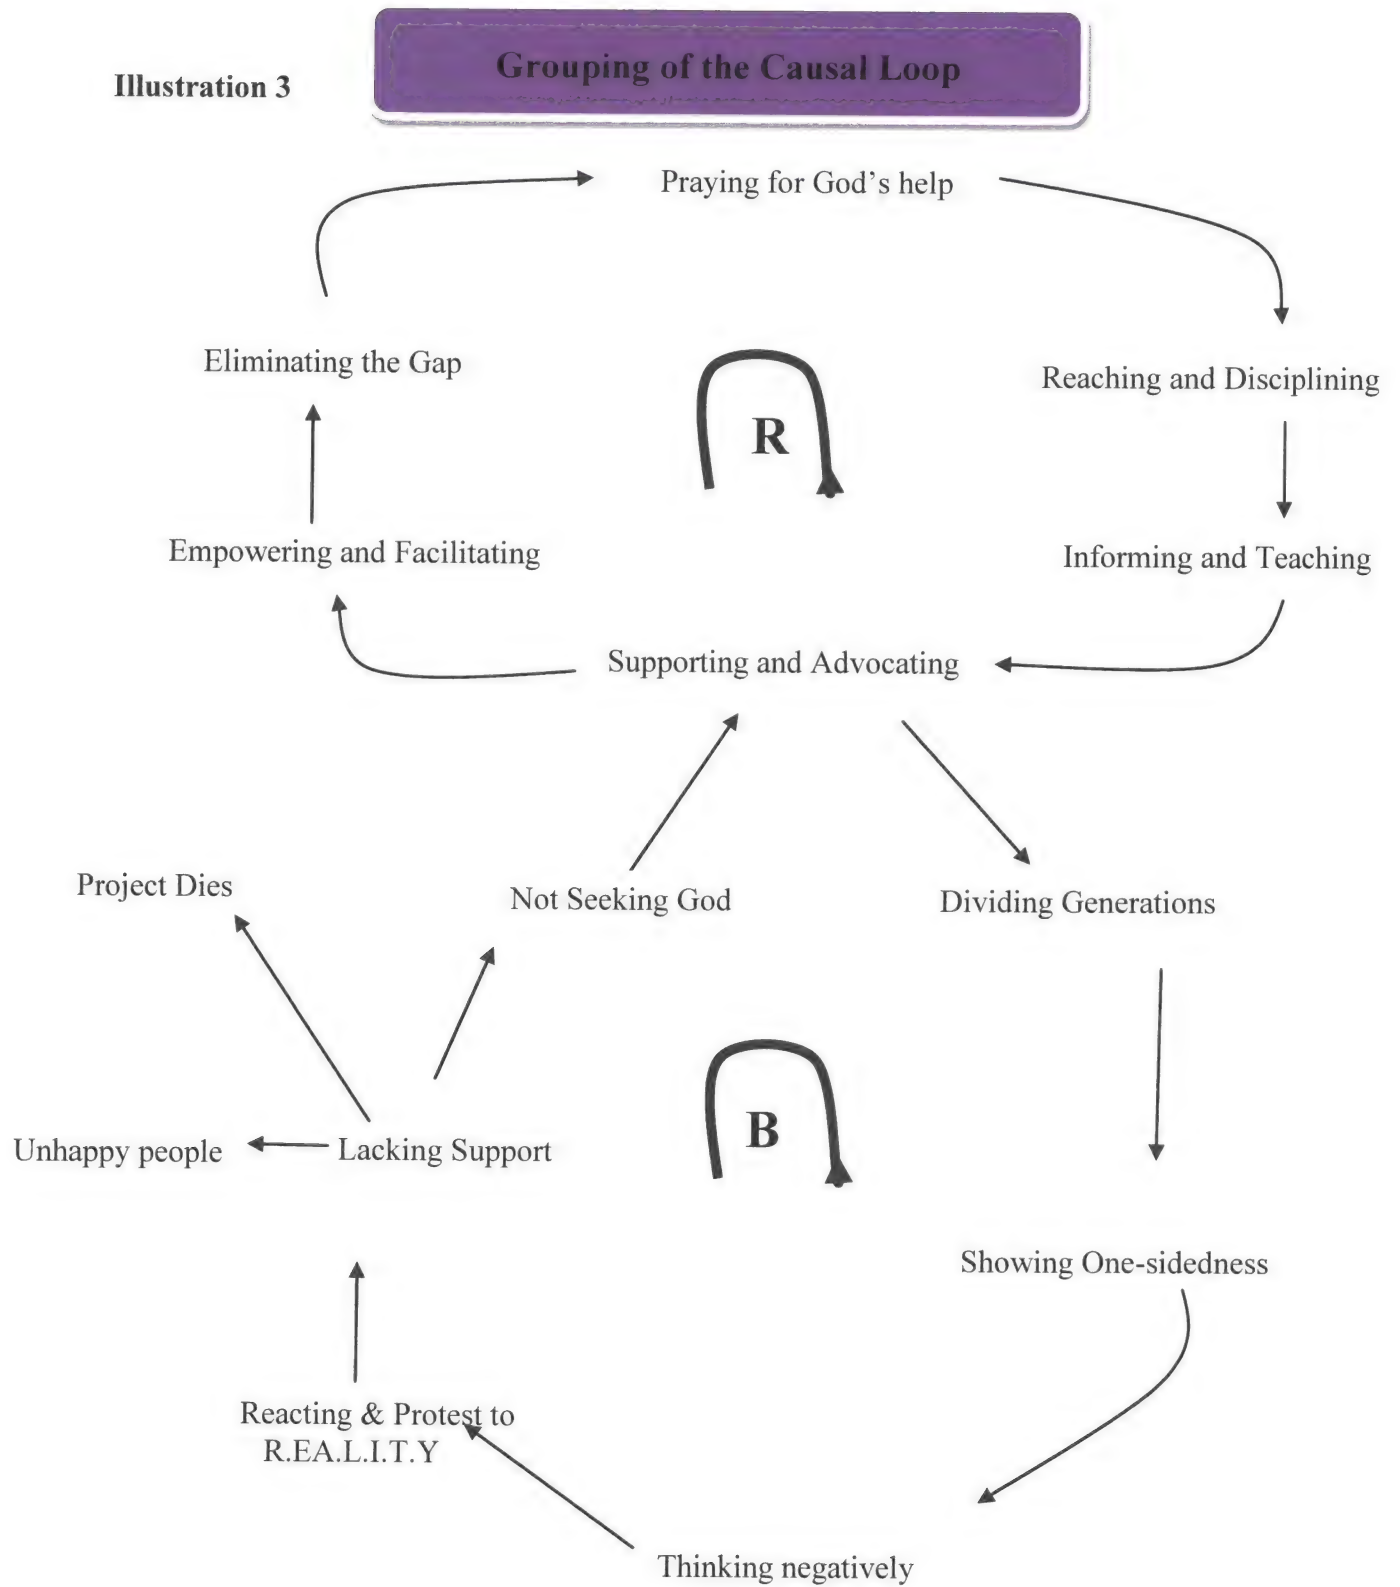 Illustration 3
Grouping of the Causal Loop
Praying for God's help
Eliminating the Gap
Reaching and Disciplining
R
Empowering and Facilitating
Informing and Teaching
Supporting and Advocating
Project Dies
Not Seeking God
Dividing Generations
Unhappy people
Lacking Support
B
Showing One-sidedness
Reacting & Protest to
R.EA.L.I.T.Y
Thinking negatively